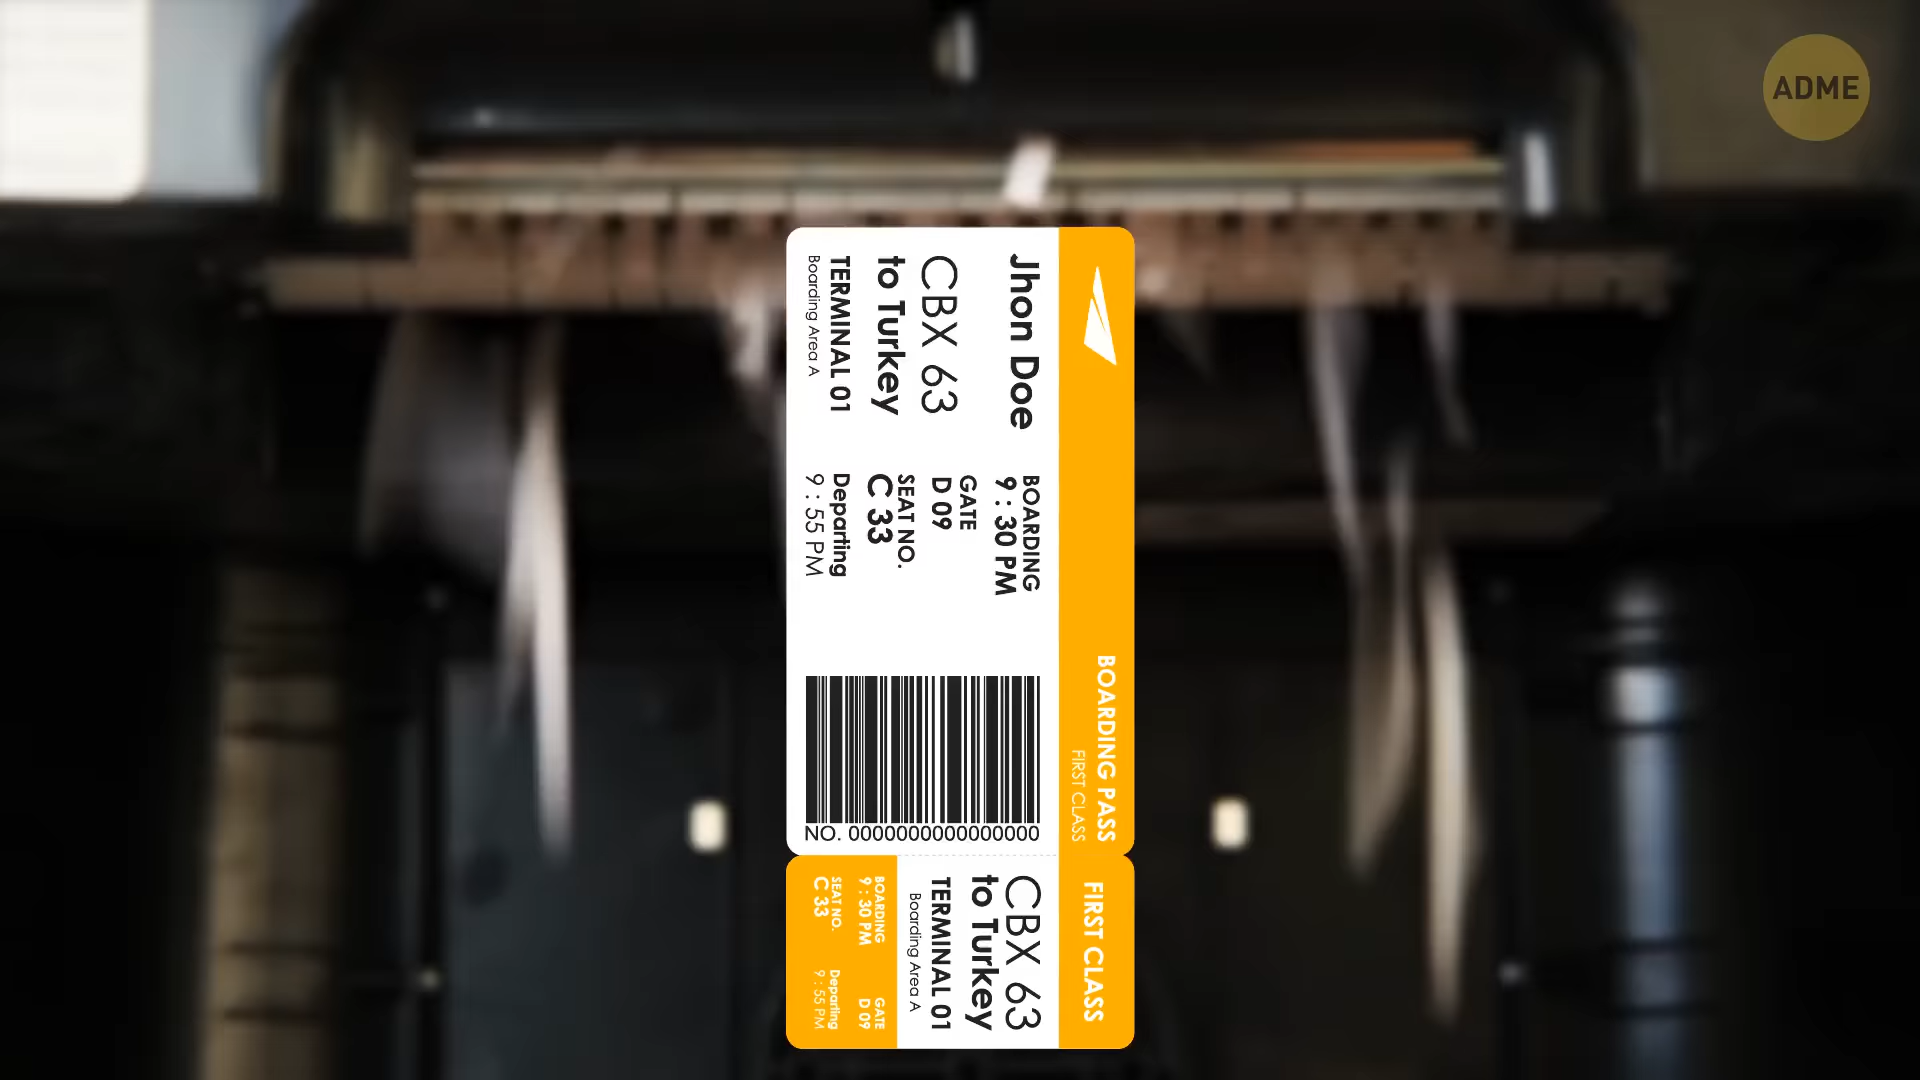 ADME
BOARDING PASS
FIRST CLASS
Jhon Doe
CBX 63
to Turkey
TERMINAL 01
Boarding Area A
BOARDING
9 : 30 PM
GATE
D 09
SEAT NO.
C 33
Departing
9 : 55 PM
NO. 0000000000000000
FIRST CLASS
CBX 63
to Turkey
TERMINAL 01
Boarding Area A
BOARDING
9 : 30 PM
GATE
D 09
SEAT NO.
C 33
Departing
9 : 55 PM